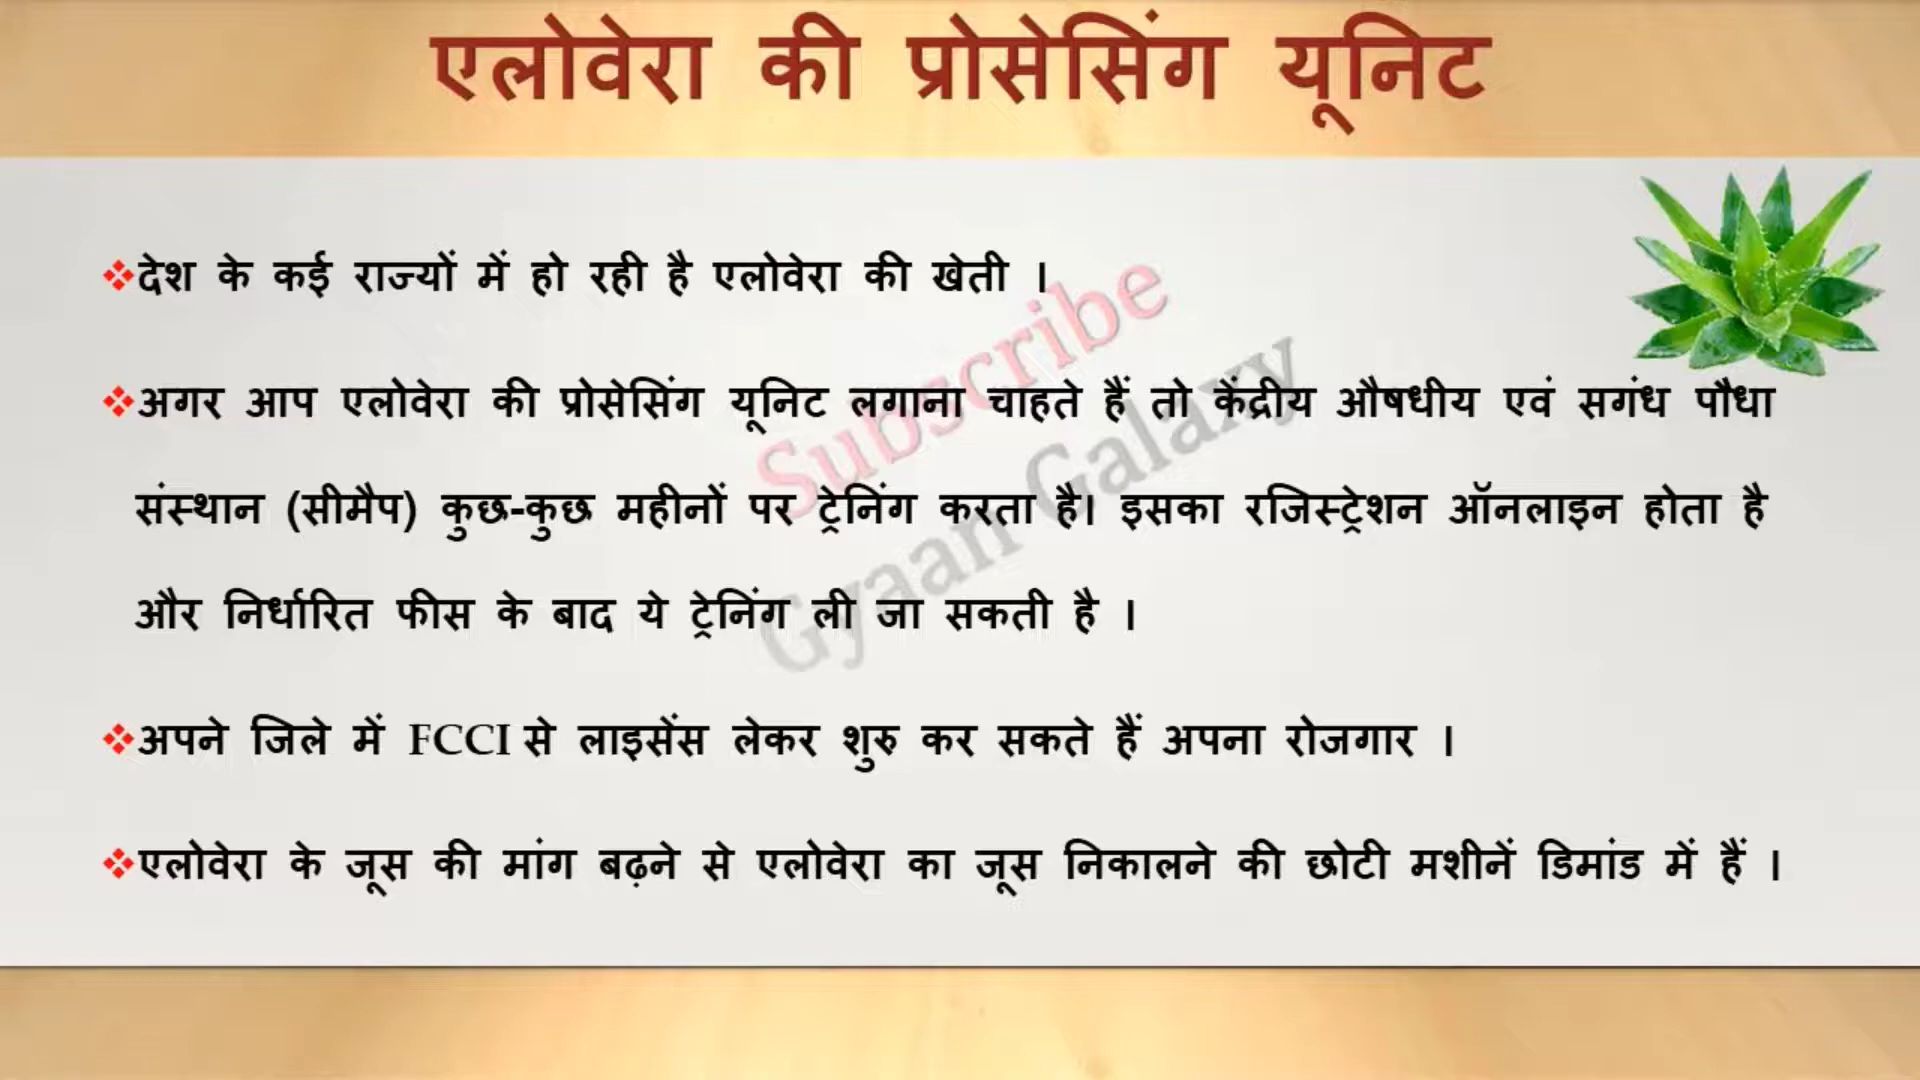 एलोवेरा की प्रोसेसिंग यूनिट
❖देश के कई राज्यों में हो रही है एलोवेरा की खेती ।
❖अगर आप एलोवेरा की प्रोसेसिंग यूनिट लगाना चाहते हैं तो केंद्रीय औषधीय एवं सगंध पौधा
संस्थान (सीमैप) कुछ-कुछ महीनों पर ट्रेनिंग करता है। इसका रजिस्ट्रेशन ऑनलाइन होता है
और निर्धारित फीस के बाद ये ट्रेनिंग ली जा सकती है ।
❖अपने जिले में FCCI से लाइसेंस लेकर शुरु कर सकते हैं अपना रोजगार ।
❖एलोवेरा के जूस की मांग बढ़ने से एलोवेरा का जूस निकालने की छोटी मशीनें डिमांड में हैं ।
Subscribe
Gyaan Galaxy